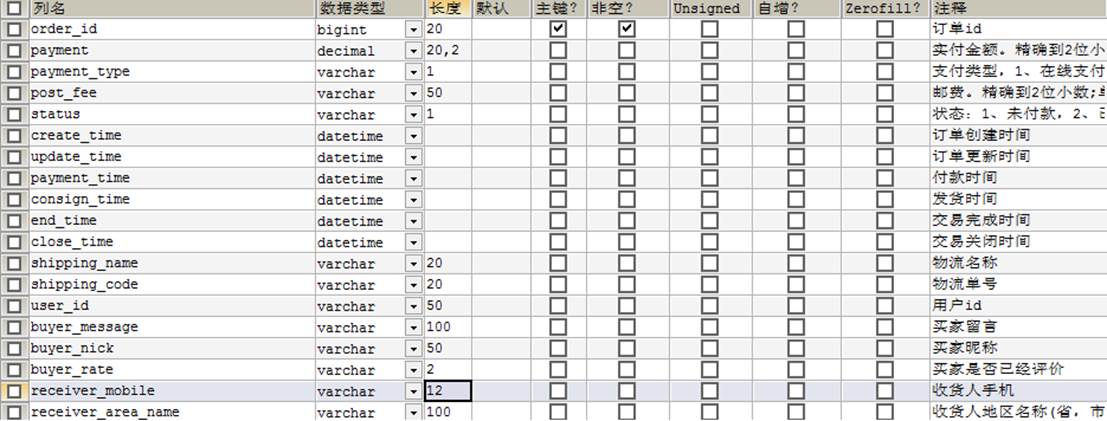 列名 数据类型 长度 默认 主键? 非空? Unsigned 自增? Zerofill? 注释
order_id bigint 20 订单id
payment decimal 20,2 实付金额。精确到2位小
payment_type varchar 1 支付类型，1、在线支付
post_fee varchar 50 邮费。精确到2位小数;单
status varchar 1 状态：1、未付款，2、已
create_time datetime 订单创建时间
update_time datetime 订单更新时间
payment_time datetime 付款时间
consign_time datetime 发货时间
end_time datetime 交易完成时间
close_time datetime 交易关闭时间
shipping_name varchar 20 物流名称
shipping_code varchar 20 物流单号
user_id varchar 50 用户id
buyer_message varchar 100 买家留言
buyer_nick varchar 50 买家昵称
buyer_rate varchar 2 买家是否已经评价
receiver_mobile varchar 12 收货人手机
receiver_area_name varchar 100 收货人地区名称(省，市